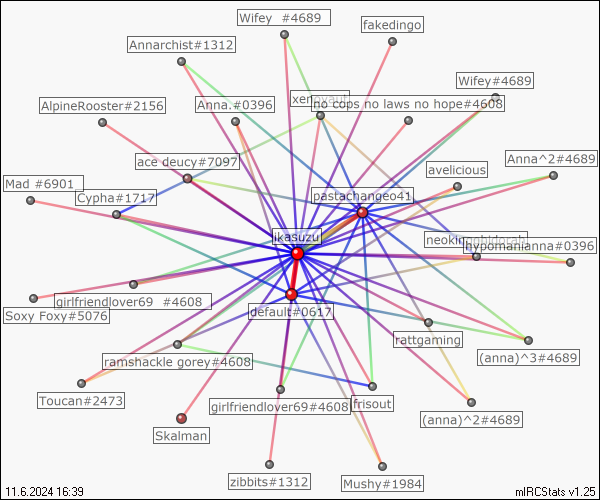 Wifey #4689
fakedingo
Annarchist#1312
Wifey#4689
AlpineRooster#2156
Anna.#0396
no cops no laws no hope#4608
ace deucy#7097
avelicious
Anna^2#4689
Mad #6901
Cypha#1717
pastachangeo41
ikasuzu
hypomanianna#0396
girlfriendlover69 #4608
Soxy Foxy#5076
default#0617
rattgaming
ramshackle gorey#4608
(anna)^3#4689
Toucan#2473
girlfriendlover69#4608
frisout
(anna)^2#4689
Skalman
zibbits#1312
Mushy#1984
11.6.2024 16:39
mIRCStats v1.25